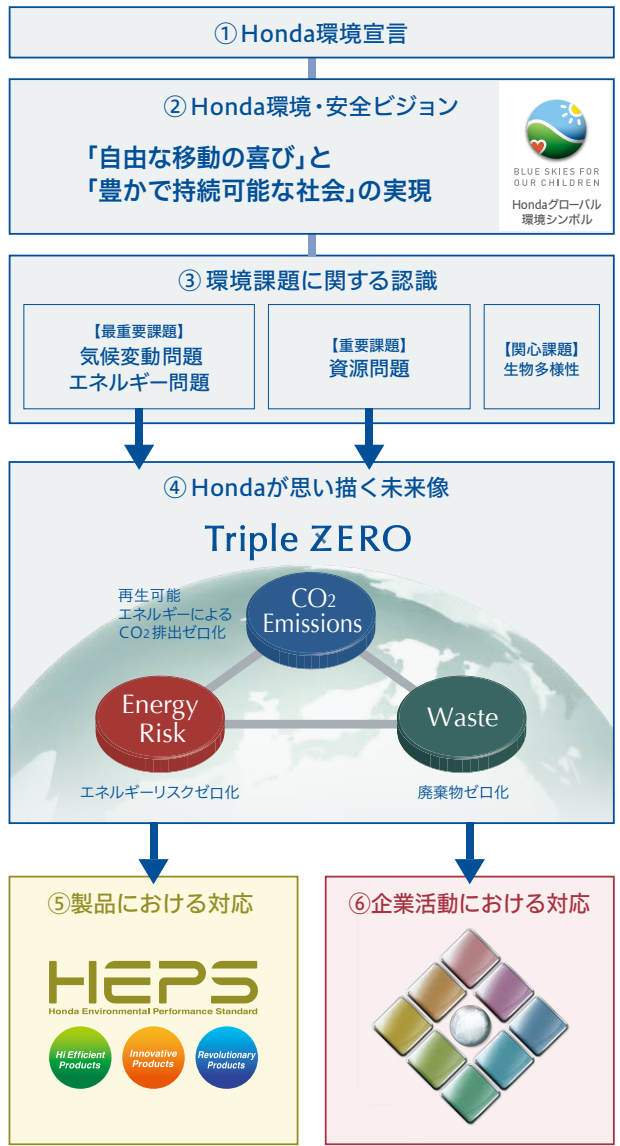 ①Honda環境宣言
②Honda環境・安全ビジョン
「自由な移動の喜び」と
「豊かで持続可能な社会」の実現
BLUE SKIES FOR
OUR CHILDREN
Hondaグローバル
環境シンボル
③環境課題に関する認識
【最重要課題】
気候変動問題
エネルギー問題
【重要課題】
資源問題
【関心課題】
生物多様性
④Hondaが思い描く未来像
Triple ZERO
再生可能
エネルギーによる
CO2排出ゼロ化
CO2
Emissions
Energy
Risk
Waste
エネルギーリスクゼロ化
廃棄物ゼロ化
⑤製品における対応
HEPS
Honda Environmental Performance Standard
Hi Efficient
Products
Innovative
Products
Revolutionary
Products
⑥企業活動における対応